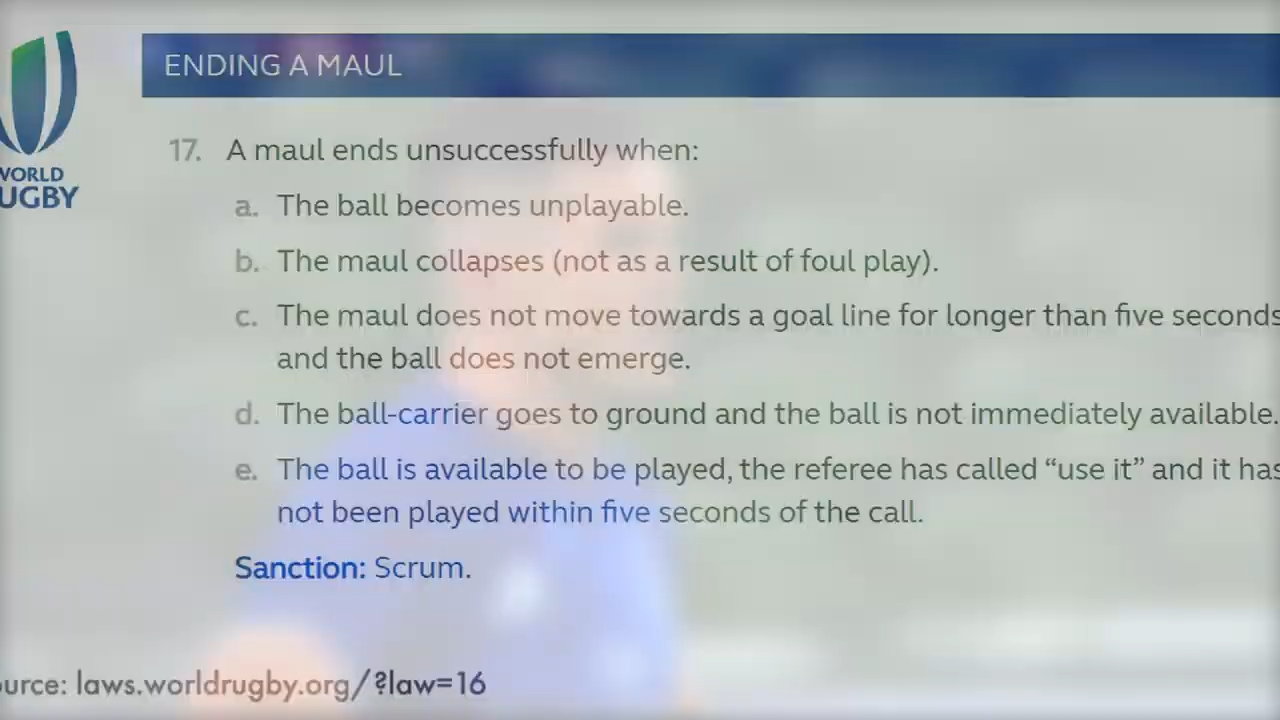 ENDING A MAUL
WORLD
RUGBY
17. A maul ends unsuccessfully when:
a. The ball becomes unplayable.
b. The maul collapses (not as a result of foul play).
c. The maul does not move towards a goal line for longer than five seconds
and the ball does not emerge.
d. The ball-carrier goes to ground and the ball is not immediately available.
e. The ball is available to be played, the referee has called “use it” and it has
not been played within five seconds of the call.
Sanction: Scrum.
ource: laws.worldrugby.org/?law=16